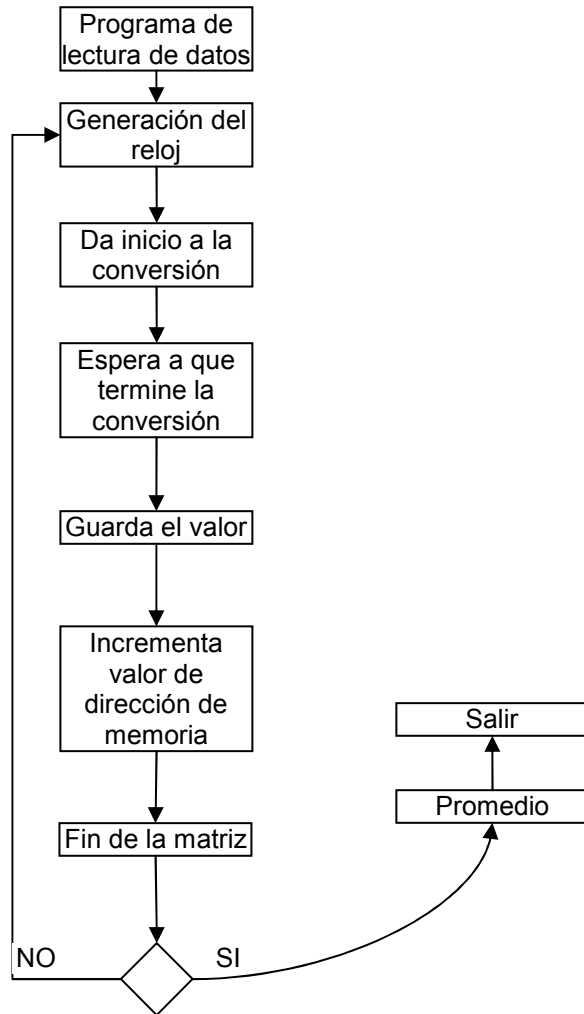 Programa de
lectura de datos
Generación del
reloj
Da inicio a la
conversión
Espera a que
termine la
conversión
Guarda el valor
Incrementa
valor de
dirección de
memoria
Salir
Promedio
Fin de la matriz
NO
SI